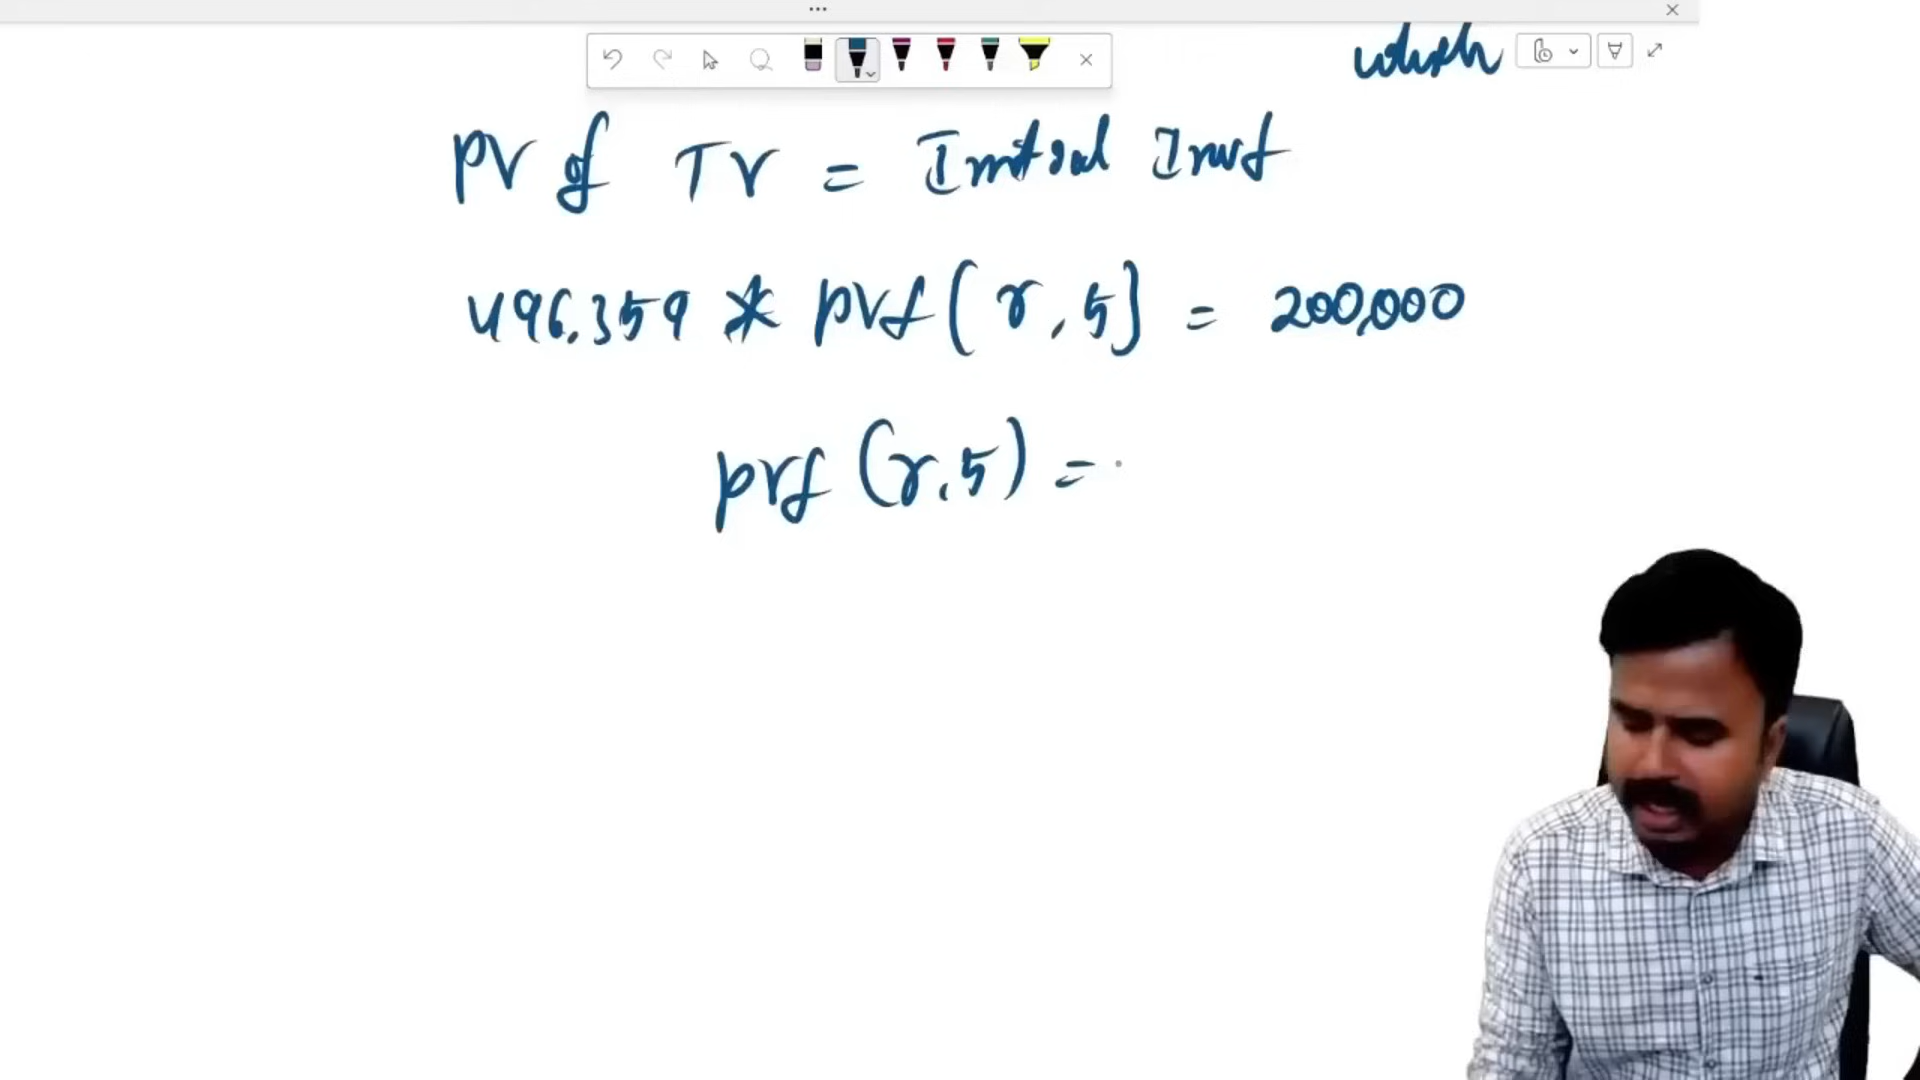 which
PV of TV = Initial Invt
496.359 * pvf (r, 5) = 200,000
pvf (r, 5) =